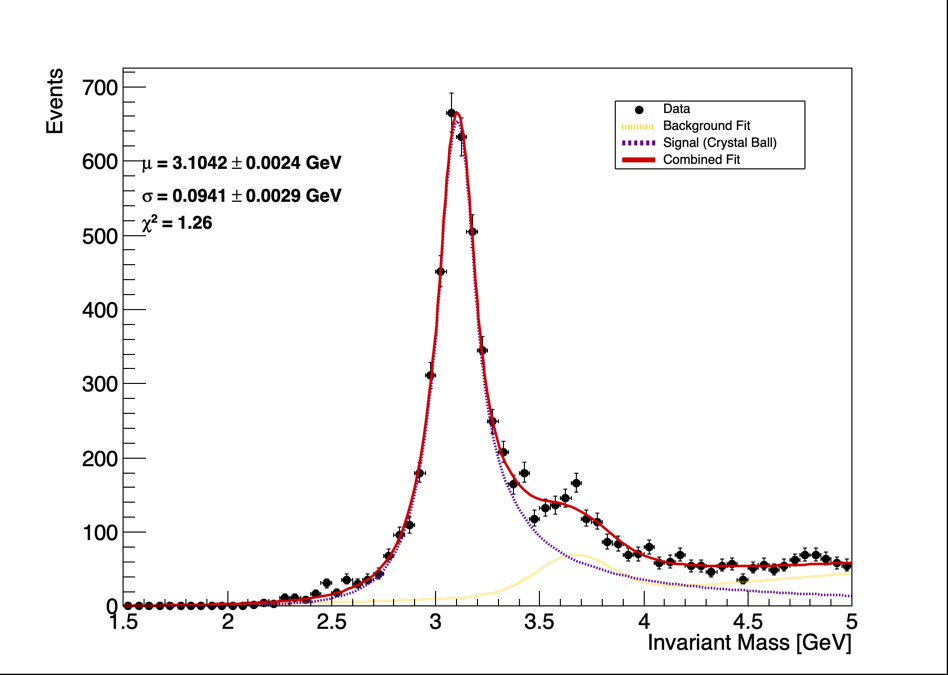 Events
700
600
500
400
300
200
100
0
μ = 3.1042 ± 0.0024 GeV
σ = 0.0941 ± 0.0029 GeV
χ² = 1.26
Data
Background Fit
Signal (Crystal Ball)
Combined Fit
1.5 2 2.5 3 3.5 4 4.5 5
Invariant Mass [GeV]